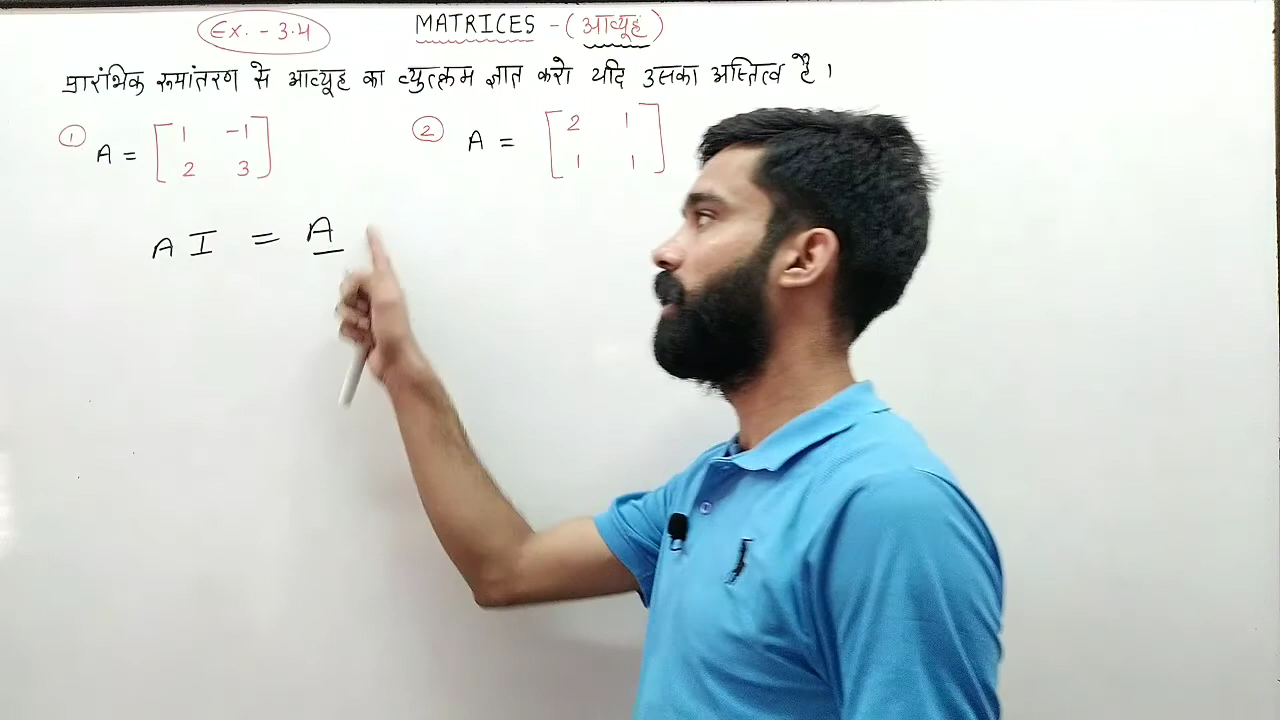 Ex. - 3.4 MATRICES - (आव्यूह)
प्रारंभिक रूपांतरण से आव्यूह का व्युत्क्रम ज्ञात करो यदि उसका अस्तित्व है।
① A = [1 -1 ② A = [2 1
2 3] 1 1]
A I = A